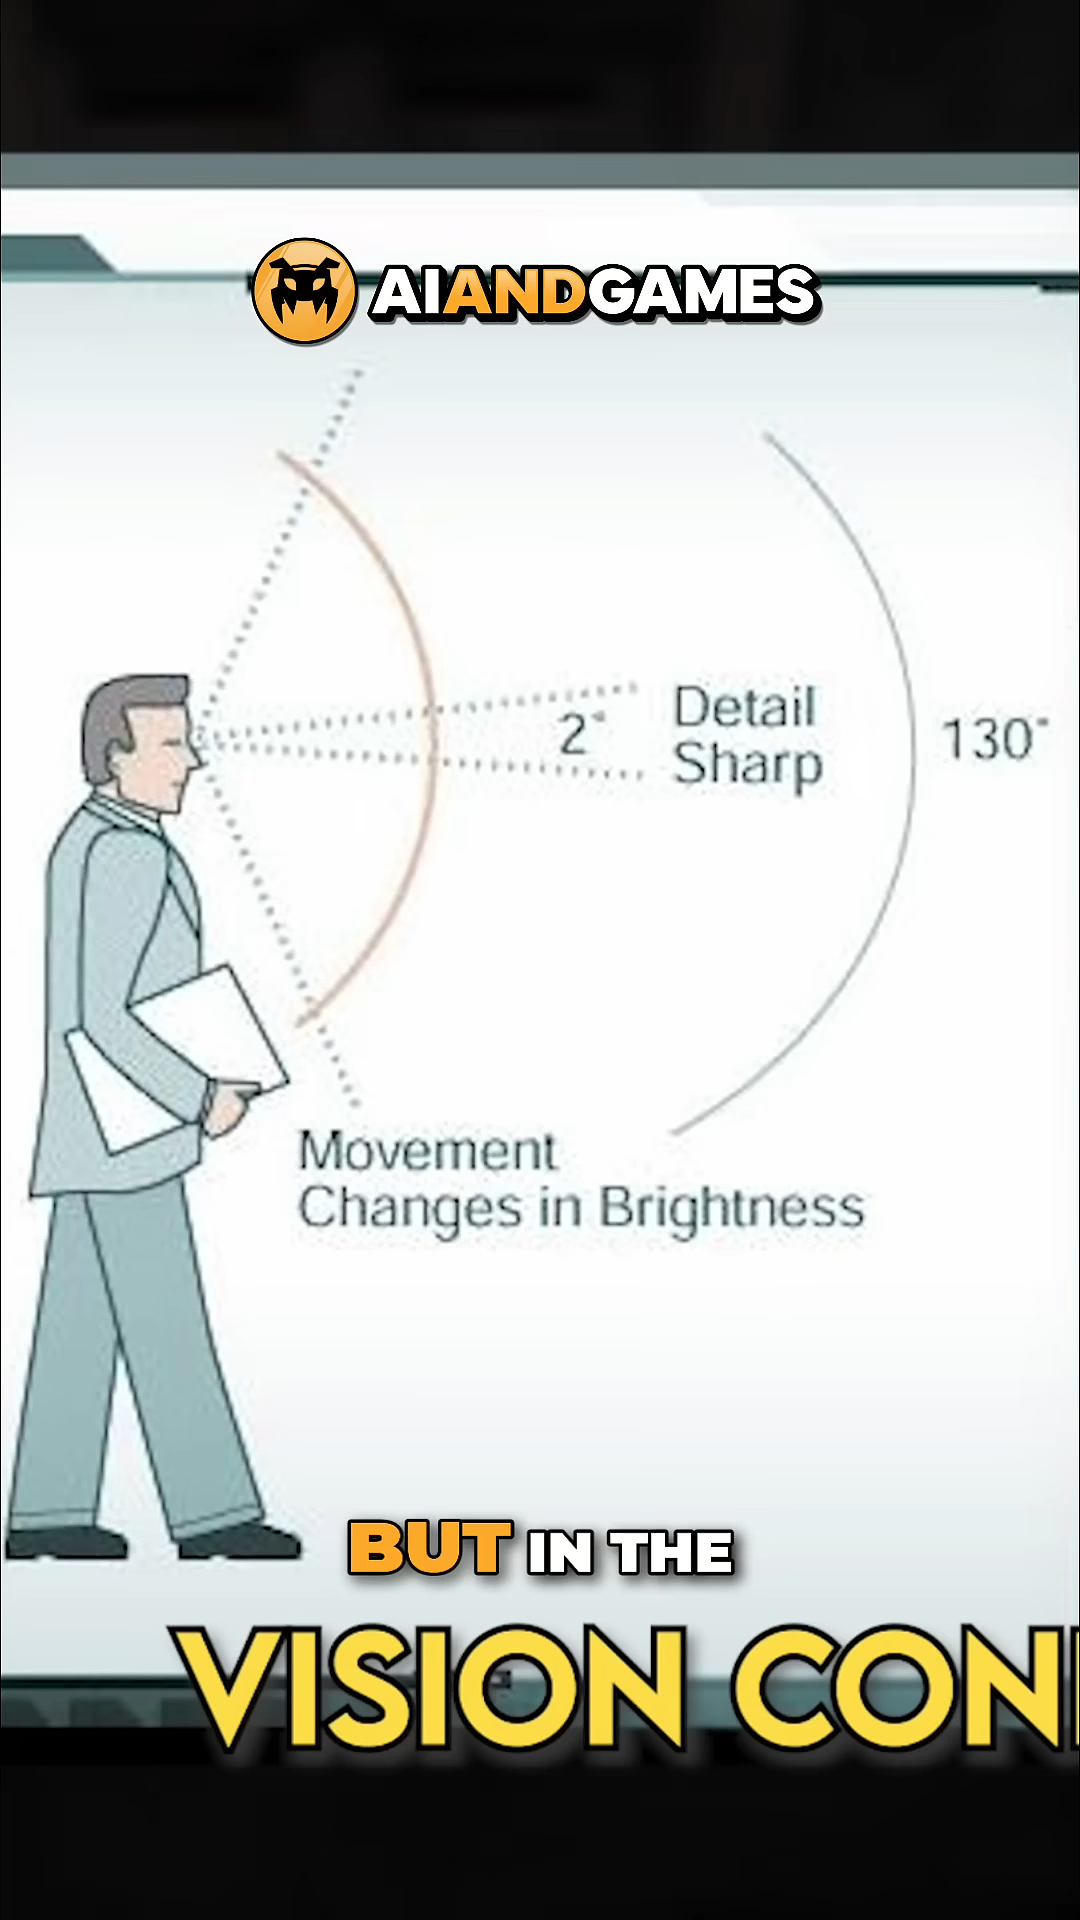 AIANDGAMES
2°
Detail
Sharp
130°
Movement
Changes in Brightness
BUT IN THE
VISION CON